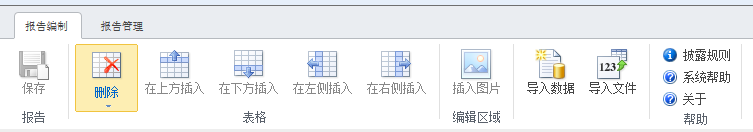 报告编制 报告管理
保存 删除 在上方插入 在下方插入 在左侧插入 在右侧插入 插入图片 导入数据 123 导入文件
披露规则
系统帮助
关于
报告 表格 编辑区域 帮助